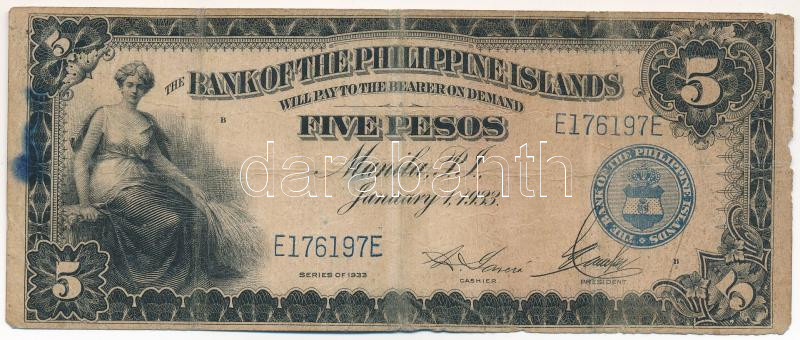 5
THE BANK OF THE PHILIPPINE ISLANDS
WILL PAY TO THE BEARER ON DEMAND
5
B
FIVE PESOS
E176197E
Manila, P.I.
January 1, 1933.
THE BANK OF THE PHILIPPINE ISLANDS
darabanth
E176197E
SERIES OF 1933
CASHIER
PRESIDENT
B
5
5